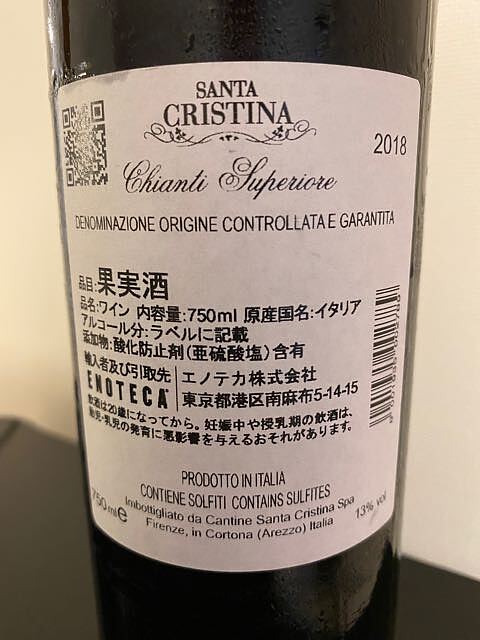 SANTA
CRISTINA
2018
Chianti Superiore
DENOMINAZIONE ORIGINE CONTROLLATA E GARANTITA
品目:果実酒
品名:ワイン 内容量:750ml 原産国名:イタリア
アルコール分:ラベルに記載
添加物:酸化防止剤(亜硫酸塩)含有
輸入者及び引取先 エノテカ株式会社
ENOTECA 東京都港区南麻布5-14-15
飲酒は20歳になってから。妊娠中や授乳期の飲酒は、
胎児・乳児の発育に悪影響を与えるおそれがあります。
PRODOTTO IN ITALIA
CONTIENE SOLFITI CONTAINS SULFITES
750 ml e Imbottigliato da Cantine Santa Cristina Spa 13% vol
Firenze, in Cortona (Arezzo) Italia